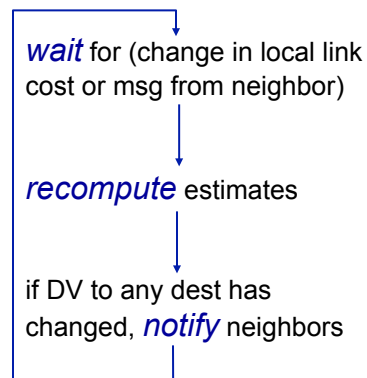 wait for (change in local link
cost or msg from neighbor)
recompute estimates
if DV to any dest has
changed, notify neighbors